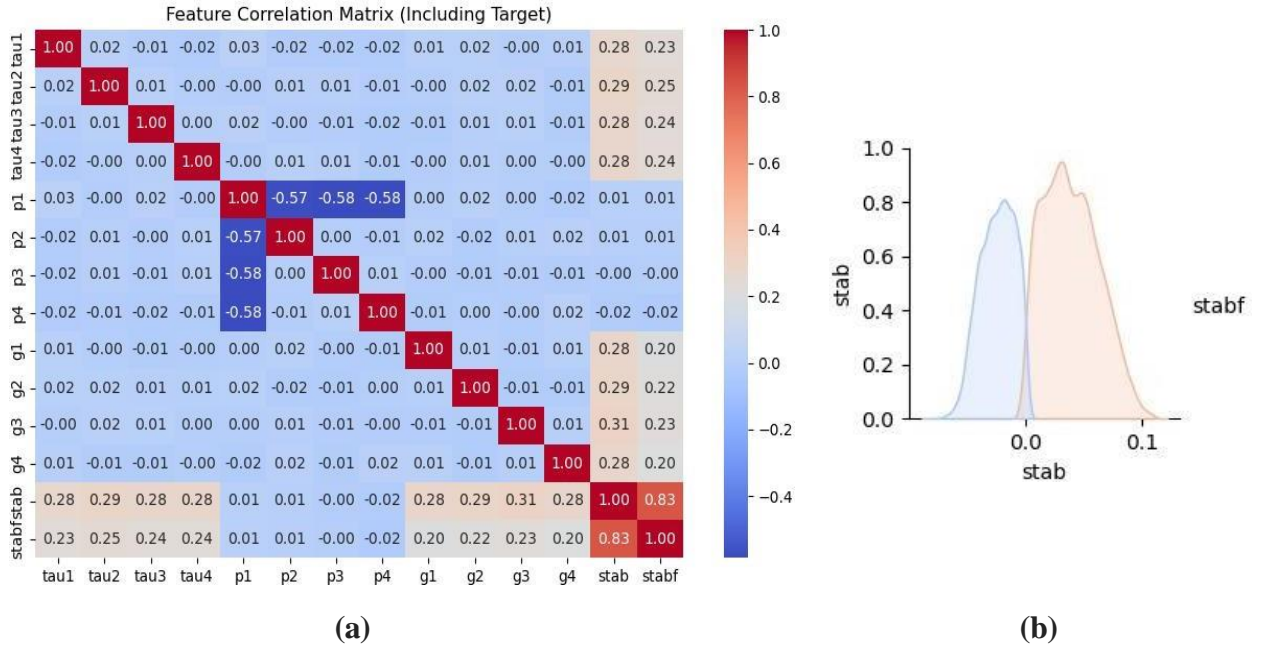 Feature Correlation Matrix (Including Target)
tau1 1.00 0.02 -0.01 -0.02 0.03 -0.02 -0.02 -0.02 0.01 0.02 -0.00 0.01 0.28 0.23
tau2 0.02 1.00 0.01 -0.00 -0.00 0.01 0.01 -0.01 -0.00 0.02 0.02 -0.01 0.29 0.25
tau3 -0.01 0.01 1.00 0.00 0.02 -0.00 -0.01 -0.02 -0.01 0.01 0.01 -0.01 0.28 0.24
tau4 -0.02 -0.00 0.00 1.00 -0.00 0.01 0.01 -0.01 -0.01 0.00 0.00 -0.00 0.28 0.24
p1 0.03 -0.00 0.02 -0.00 1.00 -0.57 -0.58 -0.58 0.00 0.02 0.00 -0.02 0.01 0.01
p2 -0.02 0.01 -0.00 0.01 -0.57 1.00 0.00 -0.01 0.02 -0.02 0.01 0.02 0.01 0.01
p3 -0.02 0.01 -0.01 0.01 -0.58 0.00 1.00 0.01 -0.00 -0.01 -0.01 -0.01 -0.00 -0.00
p4 -0.02 -0.01 -0.02 -0.01 -0.58 -0.01 0.01 1.00 -0.01 0.00 -0.00 0.02 -0.02 -0.02
g1 0.01 -0.00 -0.01 -0.01 0.00 0.02 -0.00 -0.01 1.00 0.01 -0.01 0.01 0.28 0.20
g2 0.02 0.02 0.01 0.00 0.02 -0.02 -0.01 0.00 0.01 1.00 -0.01 -0.01 0.29 0.22
g3 -0.00 0.02 0.01 0.00 0.00 0.01 -0.01 -0.00 -0.01 -0.01 1.00 0.01 0.31 0.23
g4 0.01 -0.01 -0.01 -0.00 -0.02 0.02 -0.01 0.02 0.01 -0.01 0.01 1.00 0.28 0.20
stab 0.28 0.29 0.28 0.28 0.01 0.01 -0.00 -0.02 0.28 0.29 0.31 0.28 1.00 0.83
stabf 0.23 0.25 0.24 0.24 0.01 0.01 -0.00 -0.02 0.20 0.22 0.23 0.20 0.83 1.00
tau1 tau2 tau3 tau4 p1 p2 p3 p4 g1 g2 g3 g4 stab stabf
1.0
0.8
0.6
0.4
0.2
0.0
−0.2
−0.4
(a)
stab
1.0
0.8
0.6
0.4
0.2
0.0
0.0 0.1
stab
stabf
(b)